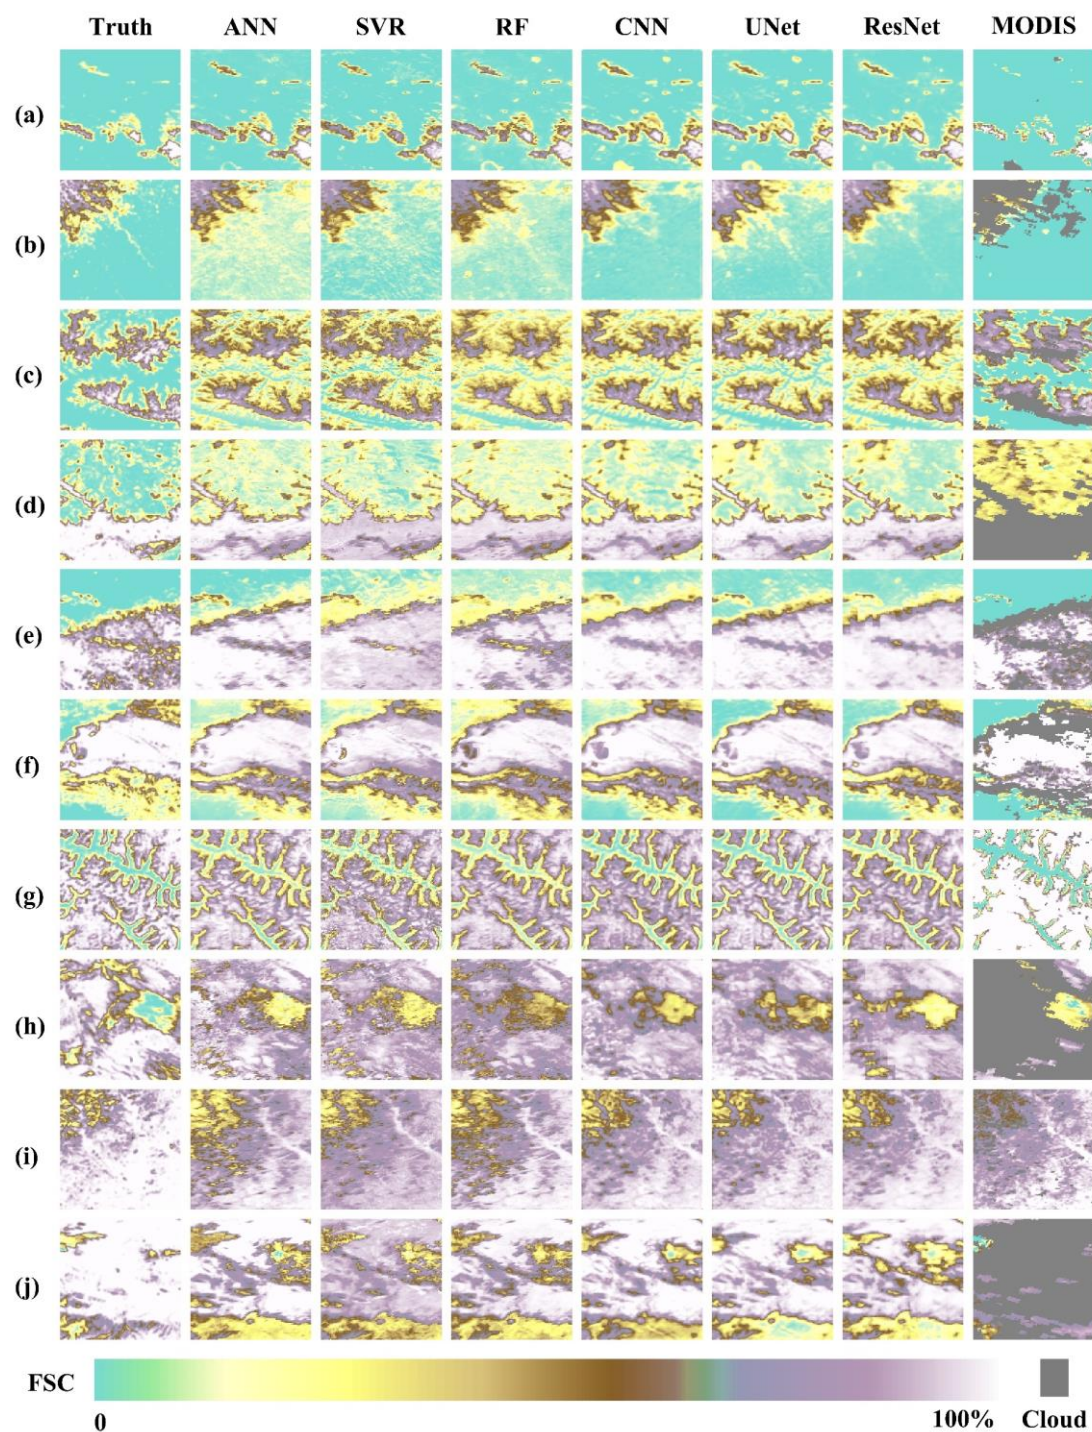 Truth ANN SVR RF CNN UNet ResNet MODIS
(a)
(b)
(c)
(d)
(e)
(f)
(g)
(h)
(i)
(j)
FSC
0 100% Cloud